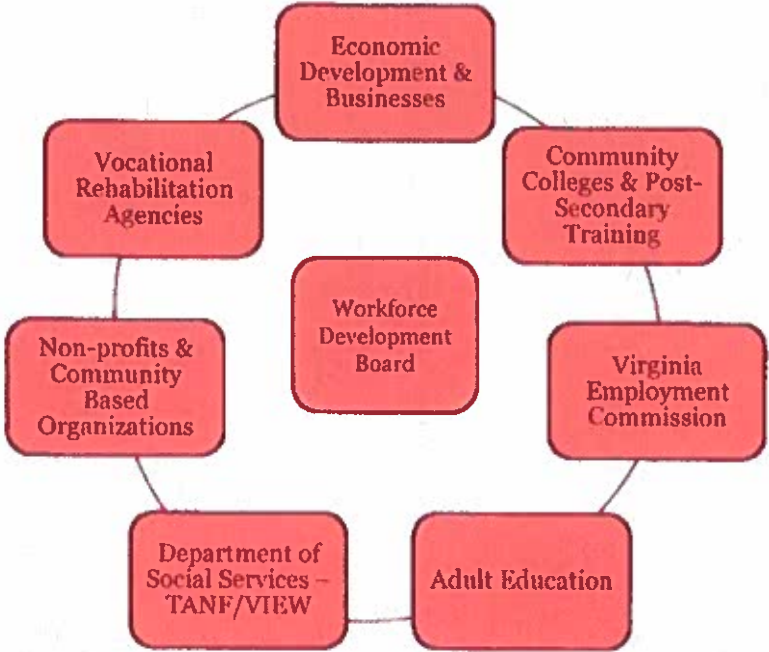 Economic
Development &
Businesses
Community
Colleges & Post-
Secondary
Training
Virginia
Employment
Commission
Adult Education
Department of
Social Services –
TANF/VIEW
Non-profits &
Community
Based
Organizations
Vocational
Rehabilitation
Agencies
Workforce
Development
Board